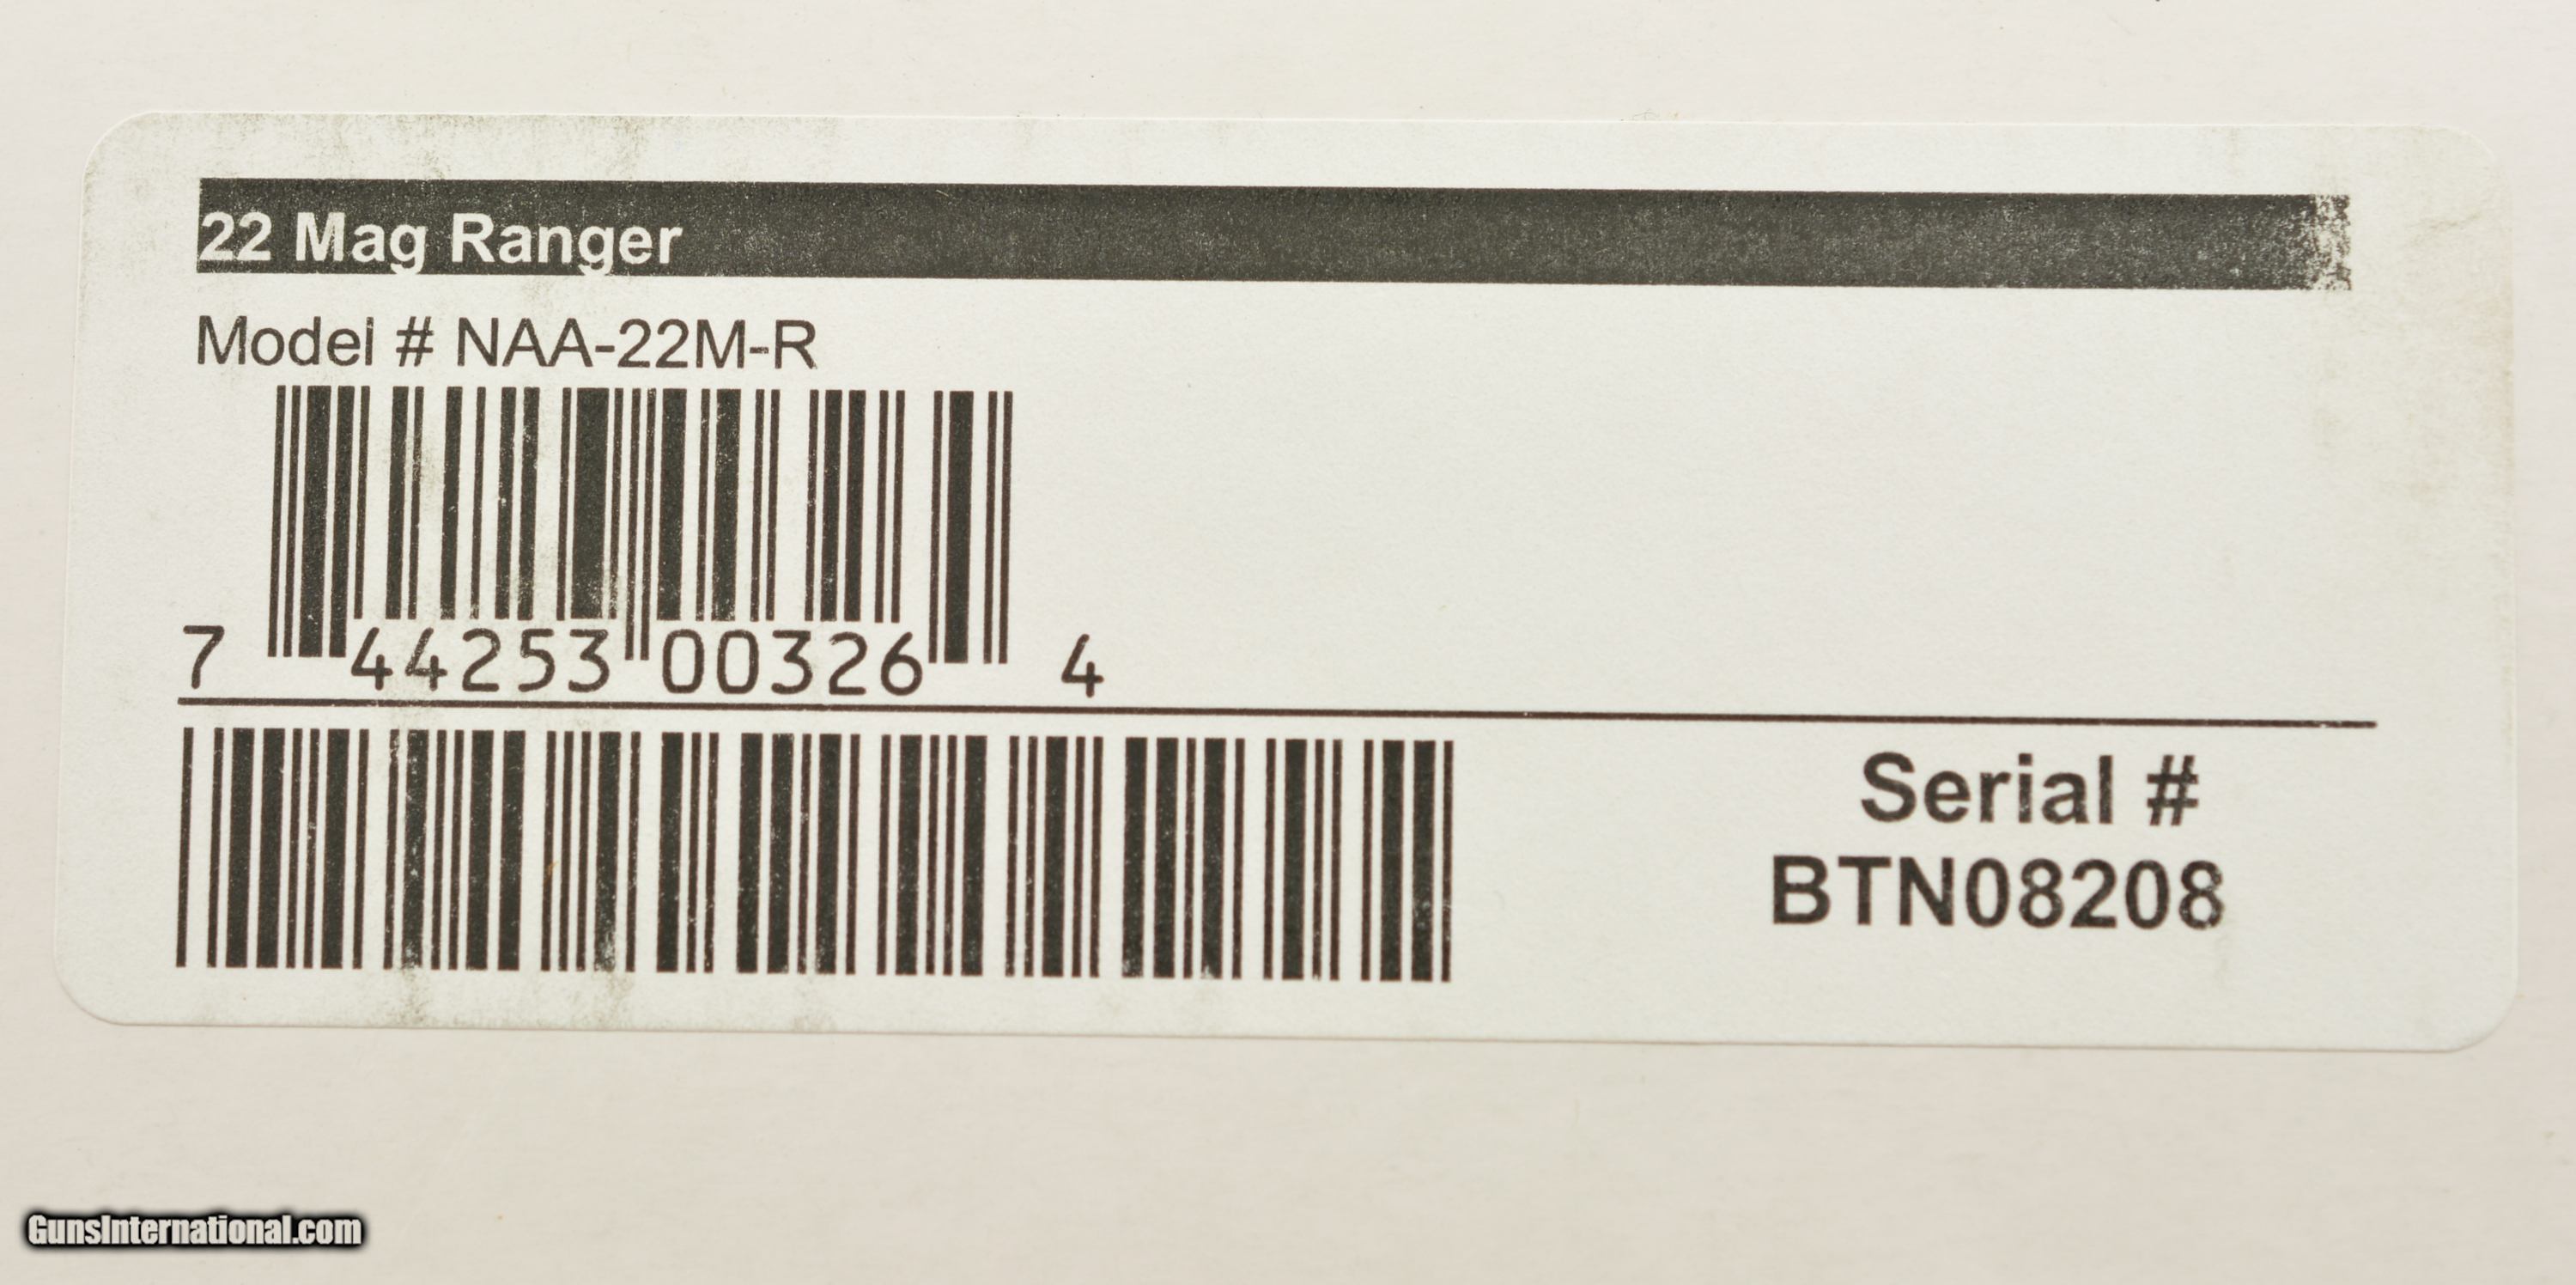 22 Mag Ranger
Model # NAA-22M-R
7 44253 00326 4
Serial #
BTN08208
GunsInternational.com